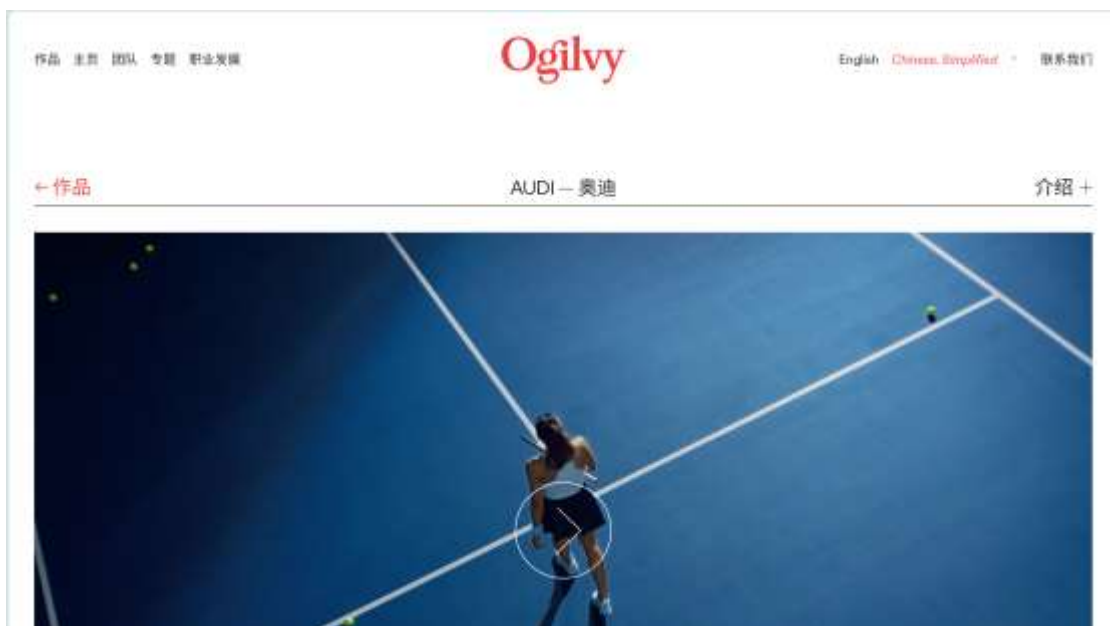 作品 主页 团队 专题 职业发展
Ogilvy
English Chinese, Simplified
联系我们
← 作品
AUDI — 奥迪
介绍 +